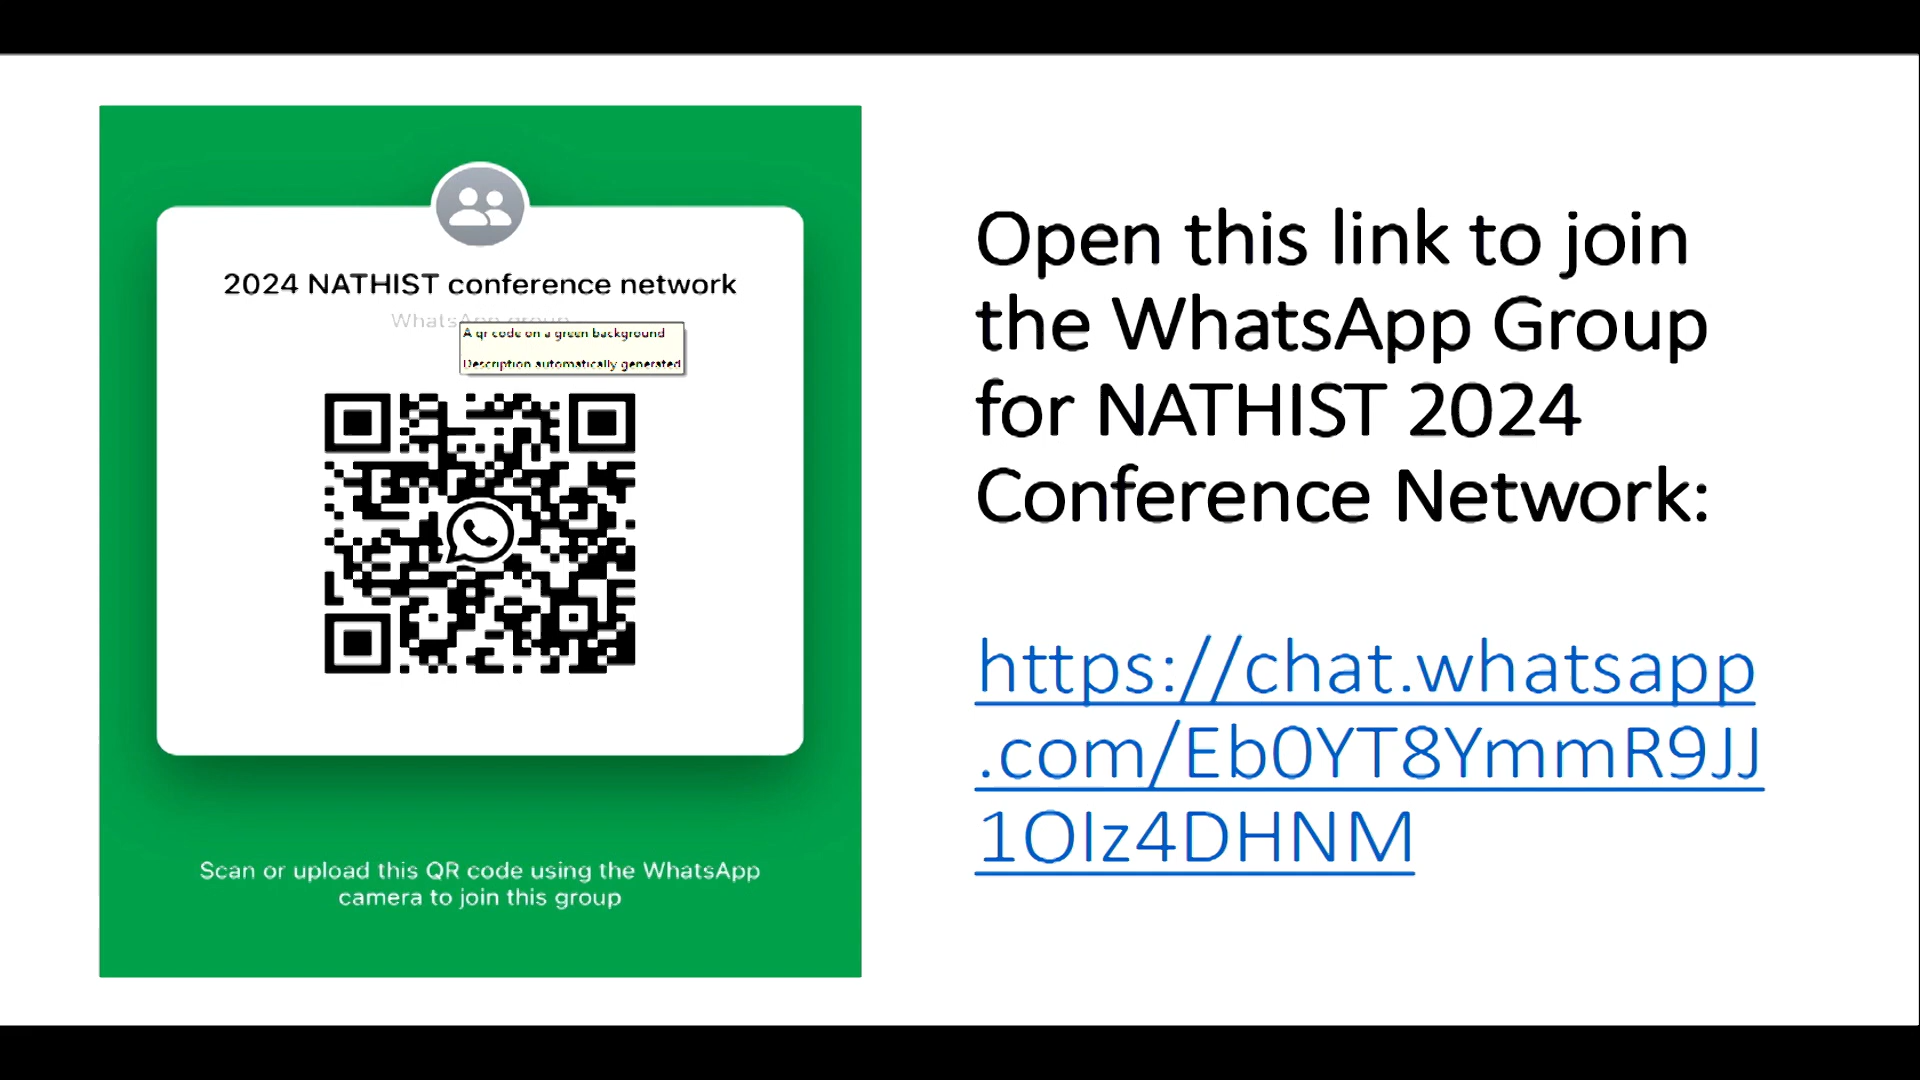 2024 NATHIST conference network
WhatsApp group
A qr code on a green background
Description automatically generated
Scan or upload this QR code using the WhatsApp
camera to join this group
Open this link to join
the WhatsApp Group
for NATHIST 2024
Conference Network:
https://chat.whatsapp
.com/Eb0YT8YmmR9JJ
1OIz4DHNM